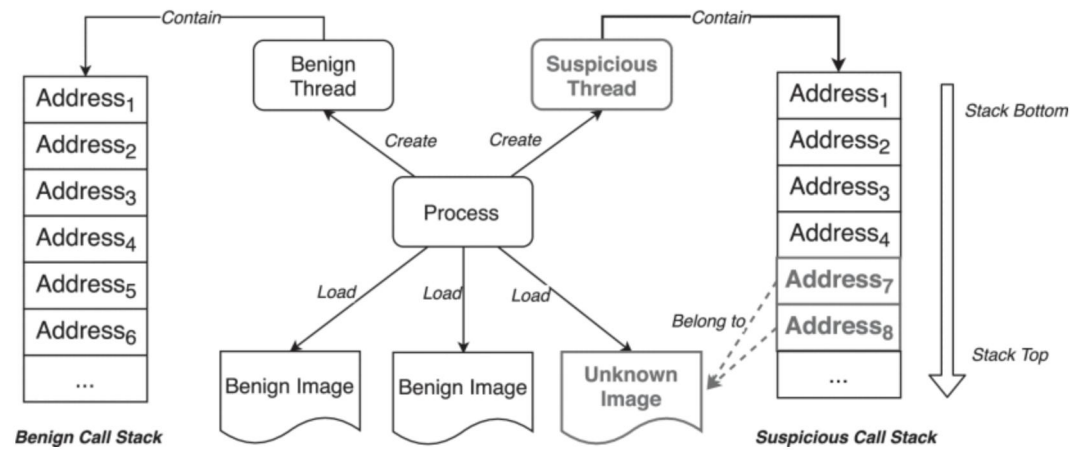 Contain
Contain
Benign
Thread
Suspicious
Thread
Address1
Address2
Address3
Address4
Address5
Address6
...
Benign Call Stack
Create
Create
Process
Load
Load
Load
Benign Image
Benign Image
Unknown
Image
Belong to
Address1
Address2
Address3
Address4
Address7
Address8
...
Suspicious Call Stack
Stack Bottom
Stack Top